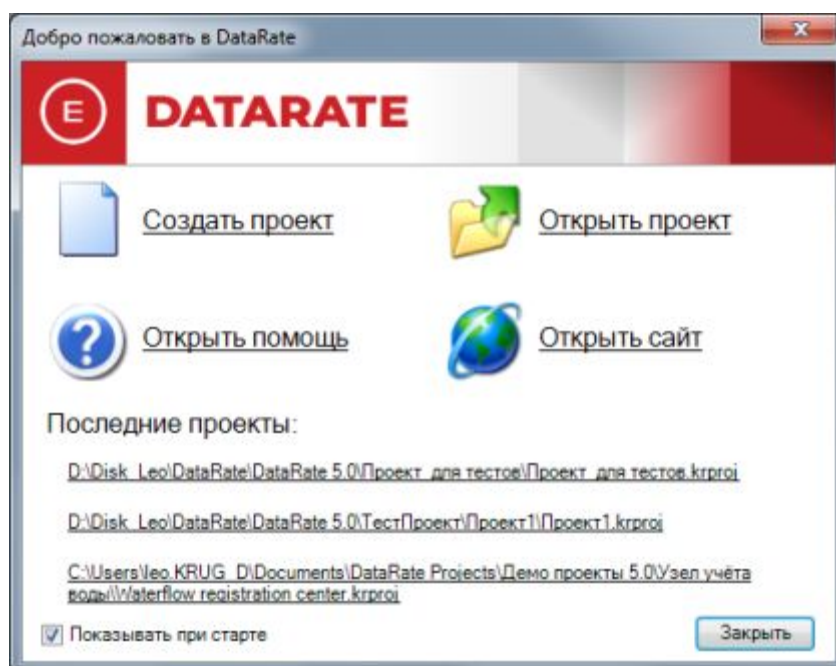 Добро пожаловать в DataRate
E DATARATE
Создать проект
Открыть проект
Открыть помощь
Открыть сайт
Последние проекты:
D:\Disk_Leo\DataRate\DataRate 5.0\Проект_для тестов\Проект_для тестов.krproj
D:\Disk_Leo\DataRate\DataRate 5.0\ТестПроект\Проект1\Проект1.krproj
C:\Users\leo.KRUG_D\Documents\DataRate Projects\Демо проекты 5.0\Узел учёта
воды\Waterflow registration center.krproj
Показывать при старте
Закрыть